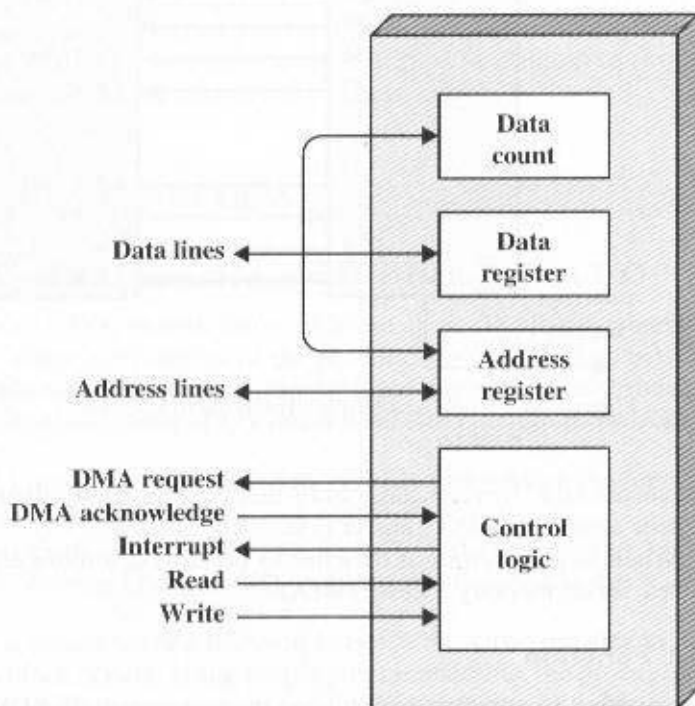 Data
count
Data lines
Data
register
Address lines
Address
register
DMA request
DMA acknowledge
Interrupt
Read
Write
Control
logic